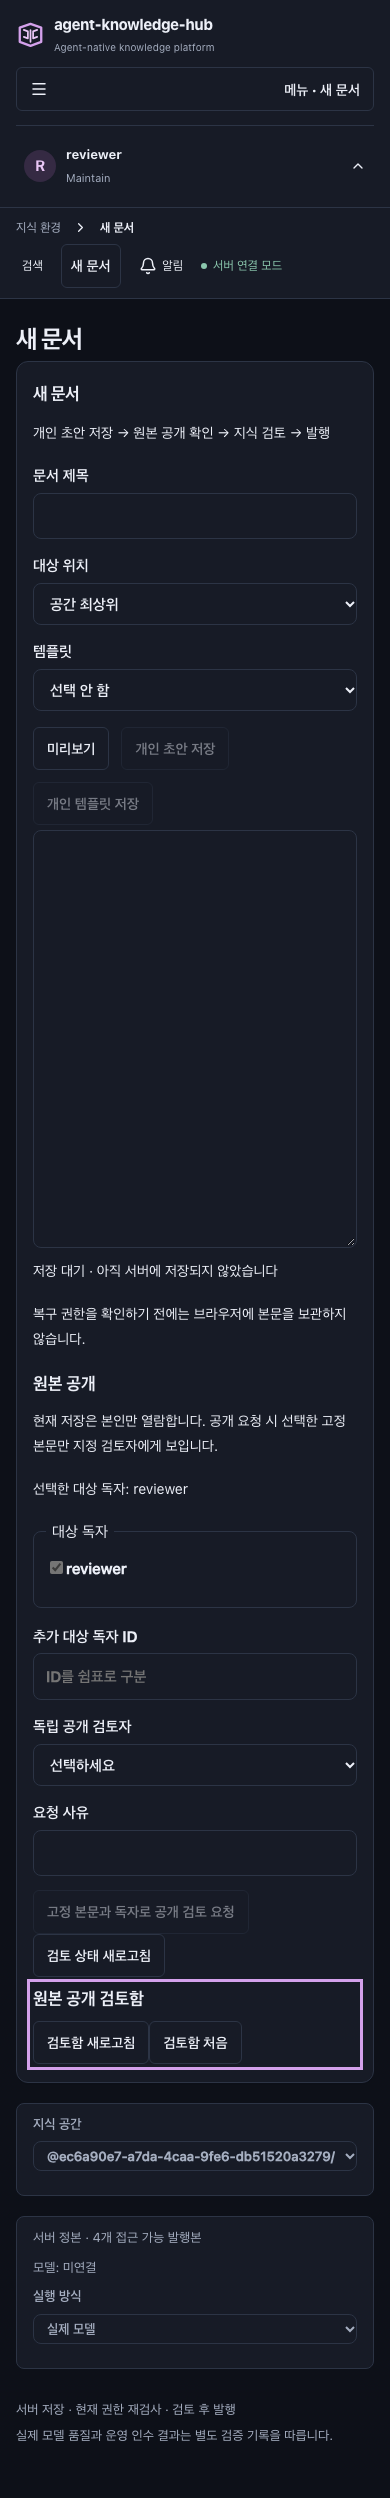 agent-knowledge-hub
Agent-native knowledge platform
메뉴 · 새 문서
R
reviewer
Maintain
지식 환경 > 새 문서
검색 새 문서 알림 서버 연결 모드
새 문서
새 문서
개인 초안 저장 → 원본 공개 확인 → 지식 검토 → 발행
문서 제목
대상 위치
공간 최상위
템플릿
선택 안 함
미리보기 개인 초안 저장
개인 템플릿 저장
저장 대기 · 아직 서버에 저장되지 않았습니다
복구 권한을 확인하기 전에는 브라우저에 본문을 보관하지
않습니다.
원본 공개
현재 저장은 본인만 열람합니다. 공개 요청 시 선택한 고정
본문만 지정 검토자에게 보입니다.
선택한 대상 독자: reviewer
대상 독자
reviewer
추가 대상 독자 ID
ID를 쉼표로 구분
독립 공개 검토자
선택하세요
요청 사유
고정 본문과 독자로 공개 검토 요청
검토 상태 새로고침
원본 공개 검토함
검토함 새로고침 검토함 처음
지식 공간
@ec6a90e7-a7da-4caa-9fe6-db51520a3279/
서버 정본 · 4개 접근 가능 발행본
모델: 미연결
실행 방식
실제 모델
서버 저장 · 현재 권한 재검사 · 검토 후 발행
실제 모델 품질과 운영 인수 결과는 별도 검증 기록을 따릅니다.